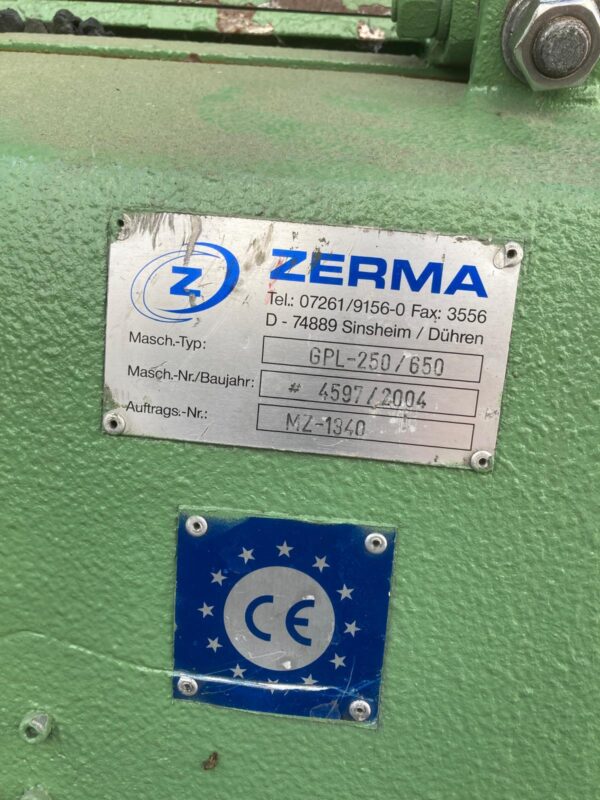 Z ZERMA
Tel.: 07261/9156-0 Fax: 3556
D - 74889 Sinsheim / Dühren
Masch.-Typ: GPL-250/650
Masch.-Nr./Baujahr: # 4597/2004
Auftrags.-Nr.: MZ-1340
CE